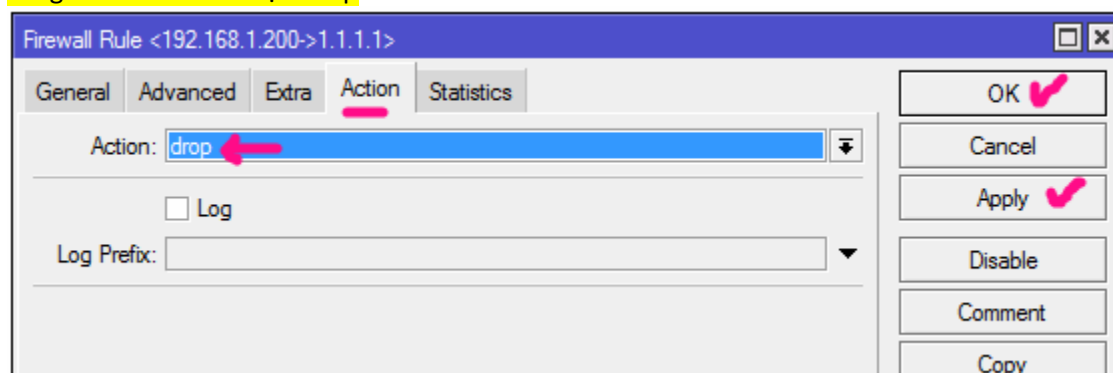 Firewall Rule <192.168.1.200->1.1.1.1>
General Advanced Extra Action Statistics
Action: drop
Log
Log Prefix:
OK
Cancel
Apply
Disable
Comment
Copy